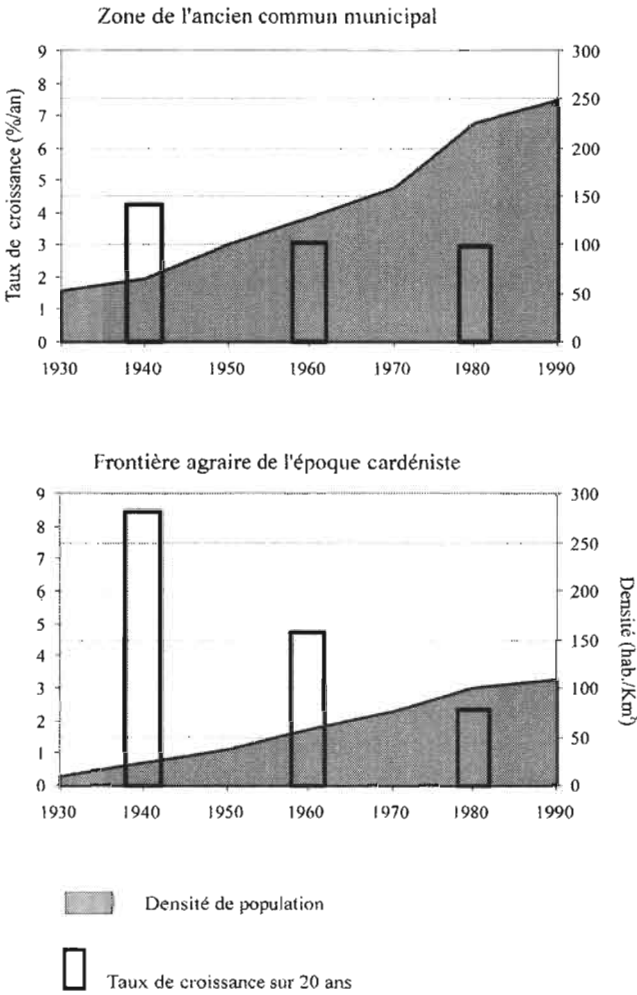 Zone de l'ancien commun municipal
Taux de croissance (%/an)
9 300
8
7 250
6 200
5
4 150
3 100
2
1 50
0 0
1930 1940 1950 1960 1970 1980 1990
Frontière agraire de l'époque cardéniste
9 300
8
7 250
6 200
5
4 150
3 100
2
1 50
0 0
Densité (hab./Km²)
1930 1940 1950 1960 1970 1980 1990
Densité de population
Taux de croissance sur 20 ans